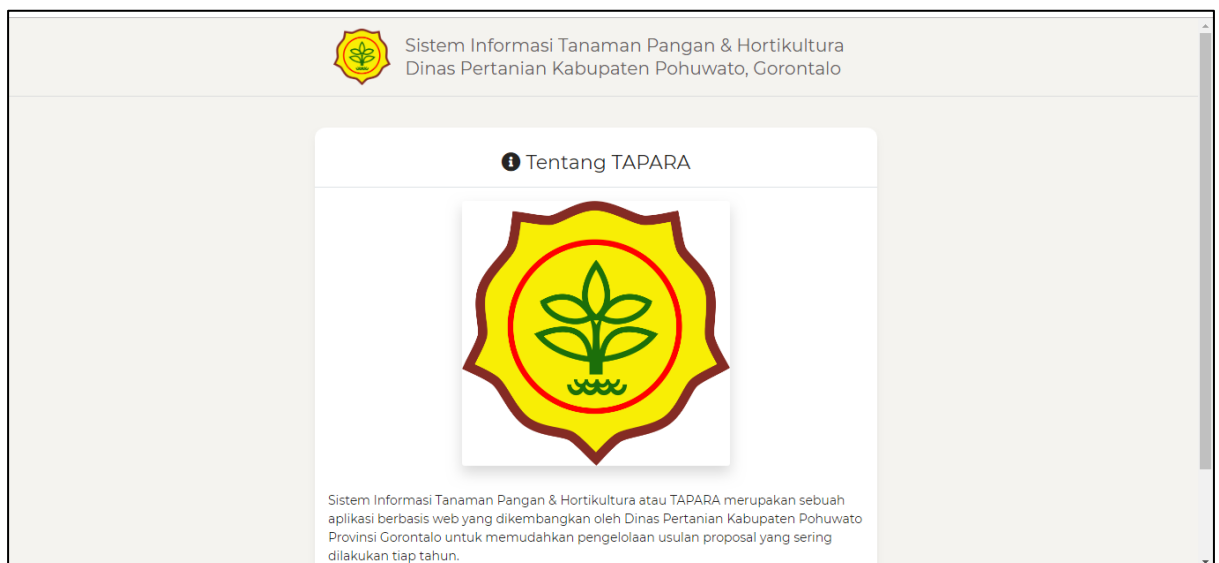 Sistem Informasi Tanaman Pangan & Hortikultura
Dinas Pertanian Kabupaten Pohuwato, Gorontalo
Tentang TAPARA
Sistem Informasi Tanaman Pangan & Hortikultura atau TAPARA merupakan sebuah
aplikasi berbasis web yang dikembangkan oleh Dinas Pertanian Kabupaten Pohuwato
Provinsi Gorontalo untuk memudahkan pengelolaan usulan proposal yang sering
dilakukan tiap tahun.